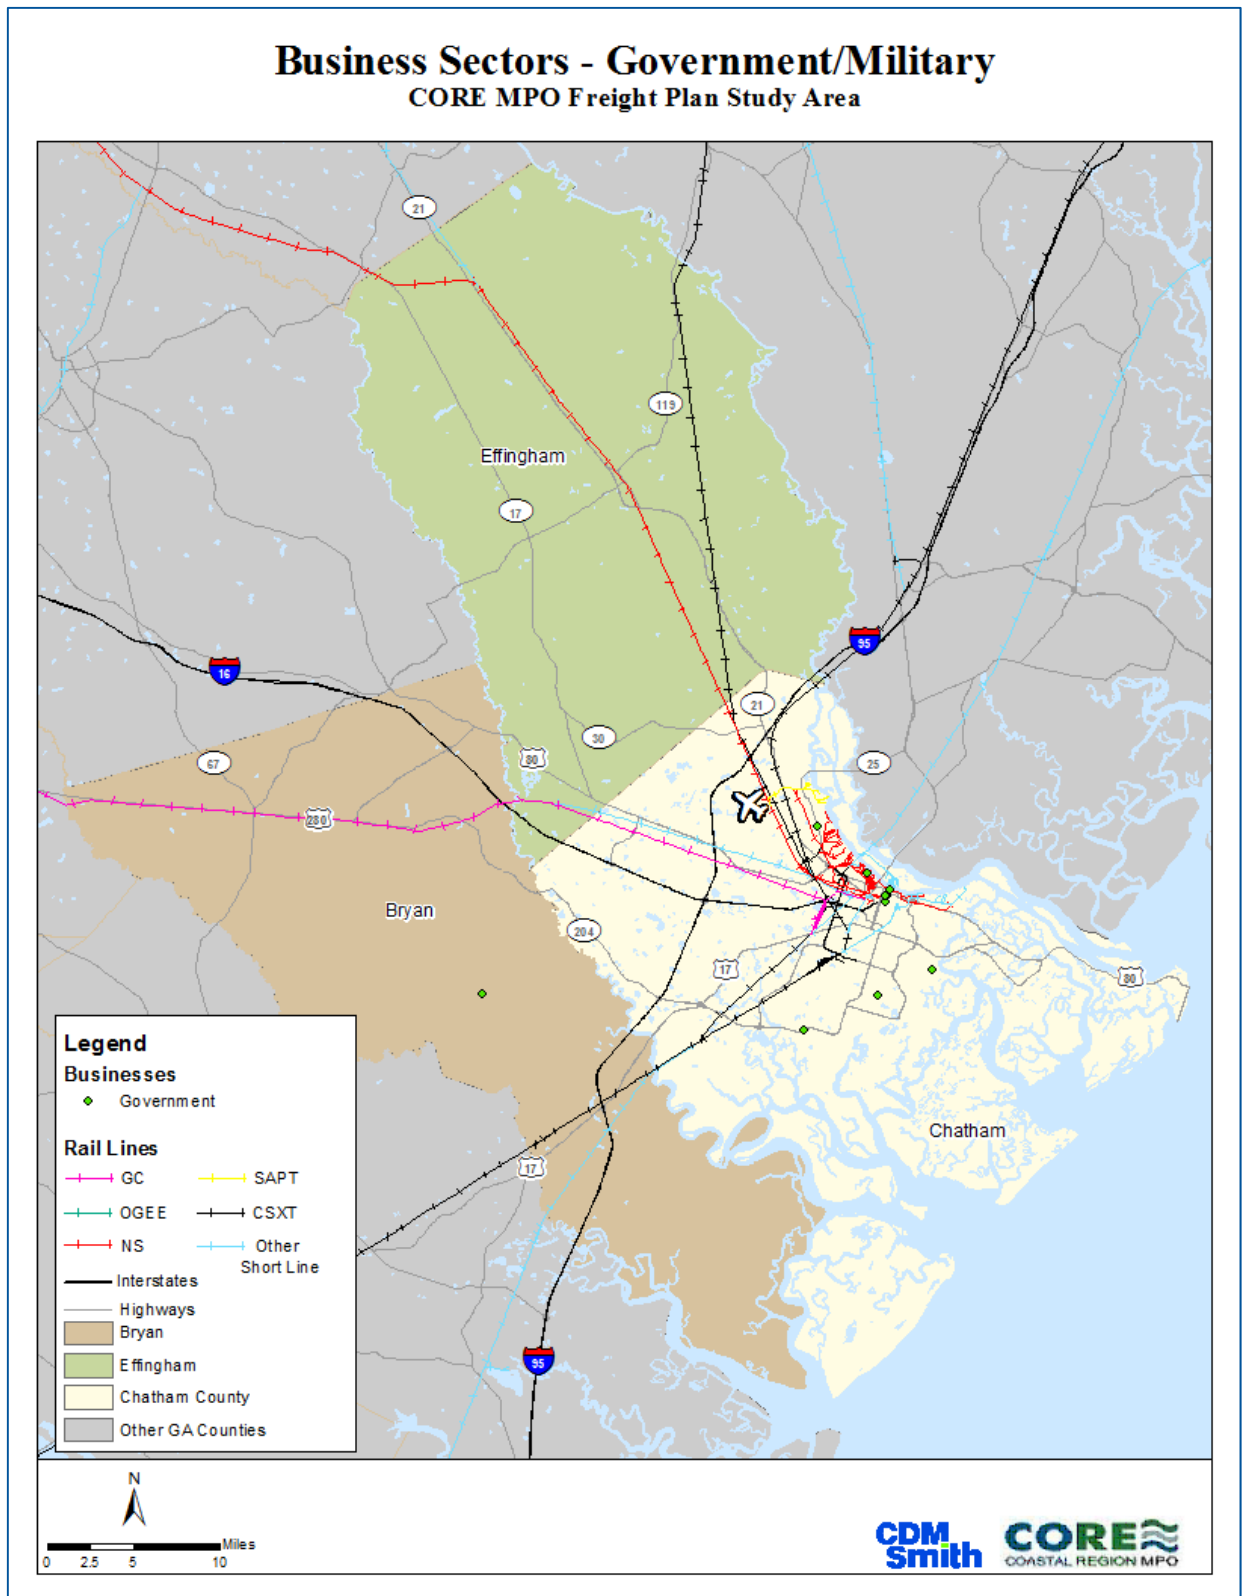 Business Sectors - Government/Military
CORE MPO Freight Plan Study Area
21
119
Effingham
17
95
16
21
30
80
67
25
280
Bryan
204
17
80
Chatham
17
95
Legend
Businesses
Government
Rail Lines
GC
SAPT
OGEE
CSXT
NS
Other
Short Line
Interstates
Highways
Bryan
Effingham
Chatham County
Other GA Counties
N
Miles
0 2.5 5 10
CDM
Smith
CORE
COASTAL REGION MPO